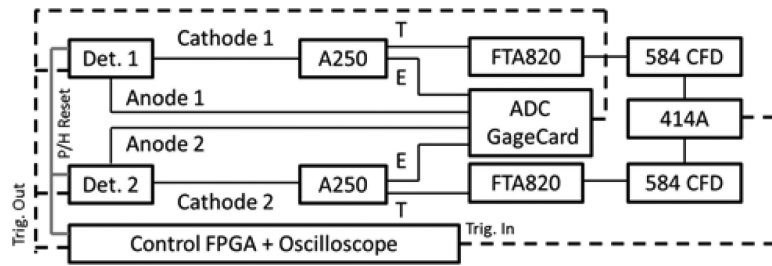 Cathode 1
T
Det. 1
A250
FTA820
584 CFD
E
Anode 1
ADC
GageCard
414A
P/H Reset
Anode 2
E
Det. 2
A250
FTA820
584 CFD
Cathode 2
T
Trig. Out
Trig. In
Control FPGA + Oscilloscope